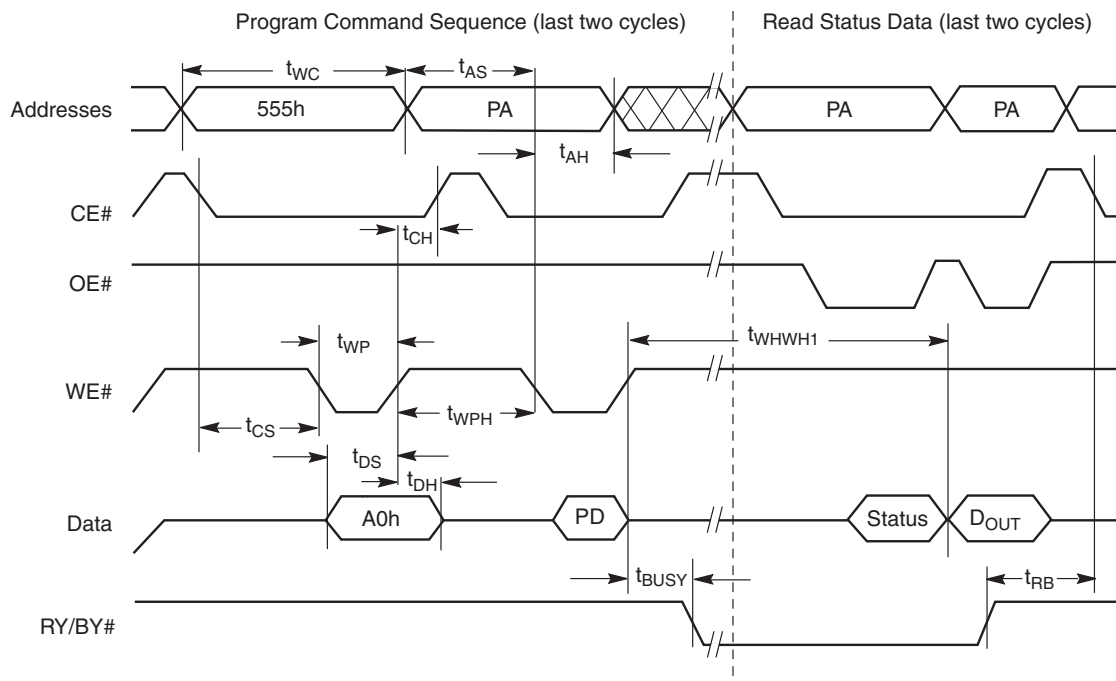 Program Command Sequence (last two cycles) Read Status Data (last two cycles)
tWC tAS
Addresses 555h PA PA PA
tAH
CE#
tCH
OE#
tWP tWHWH1
WE#
tCS tWPH
tDS
tDH
Data A0h PD Status DOUT
tBUSY tRB
RY/BY#